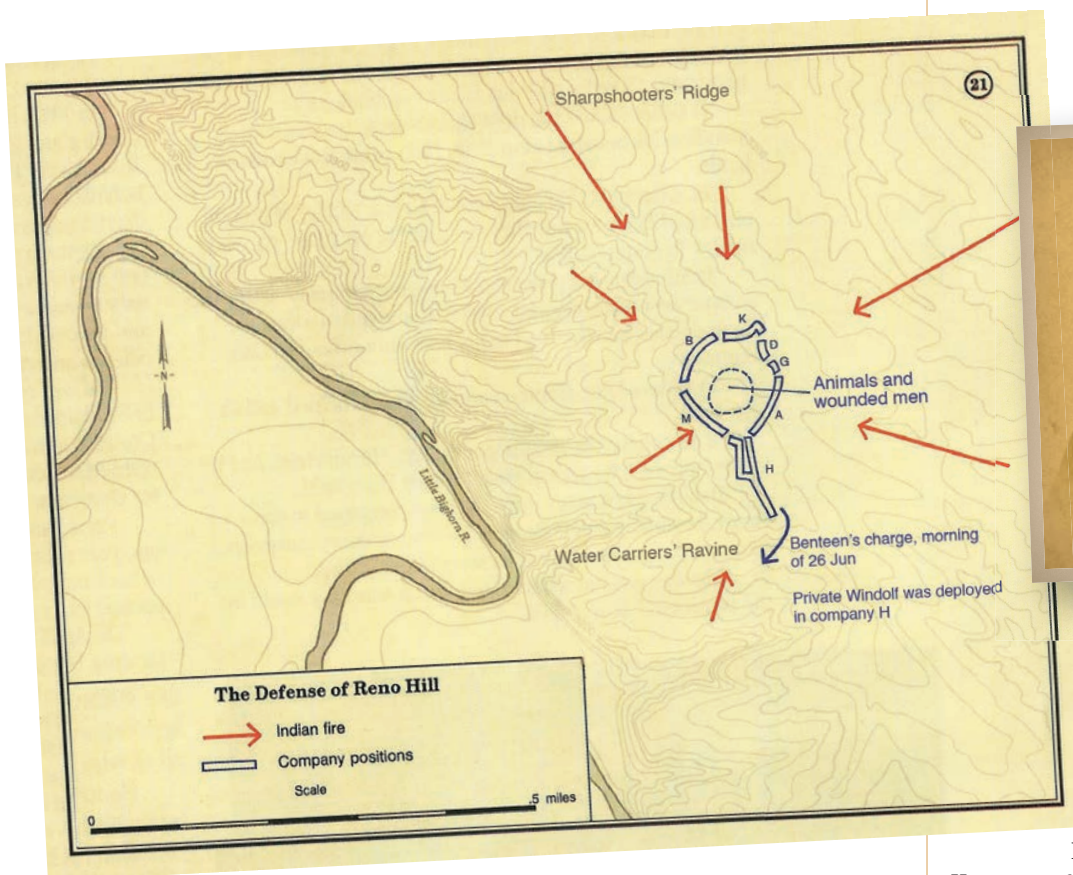 Sharpshooters' Ridge
21
3300
K
B
D
G
Animals and
wounded men
M
A
H
N
Little Bighorn R.
Water Carriers' Ravine
Benteen's charge, morning
of 26 Jun
Private Windolf was deployed
in company H
The Defense of Reno Hill
Indian fire
Company positions
Scale
0
.5 miles